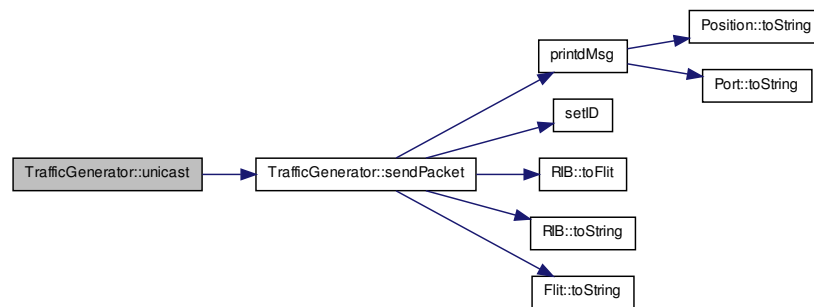 Position::toString
printdMsg
Port::toString
setID
TrafficGenerator::unicast
TrafficGenerator::sendPacket
RIB::toFlit
RIB::toString
Flit::toString